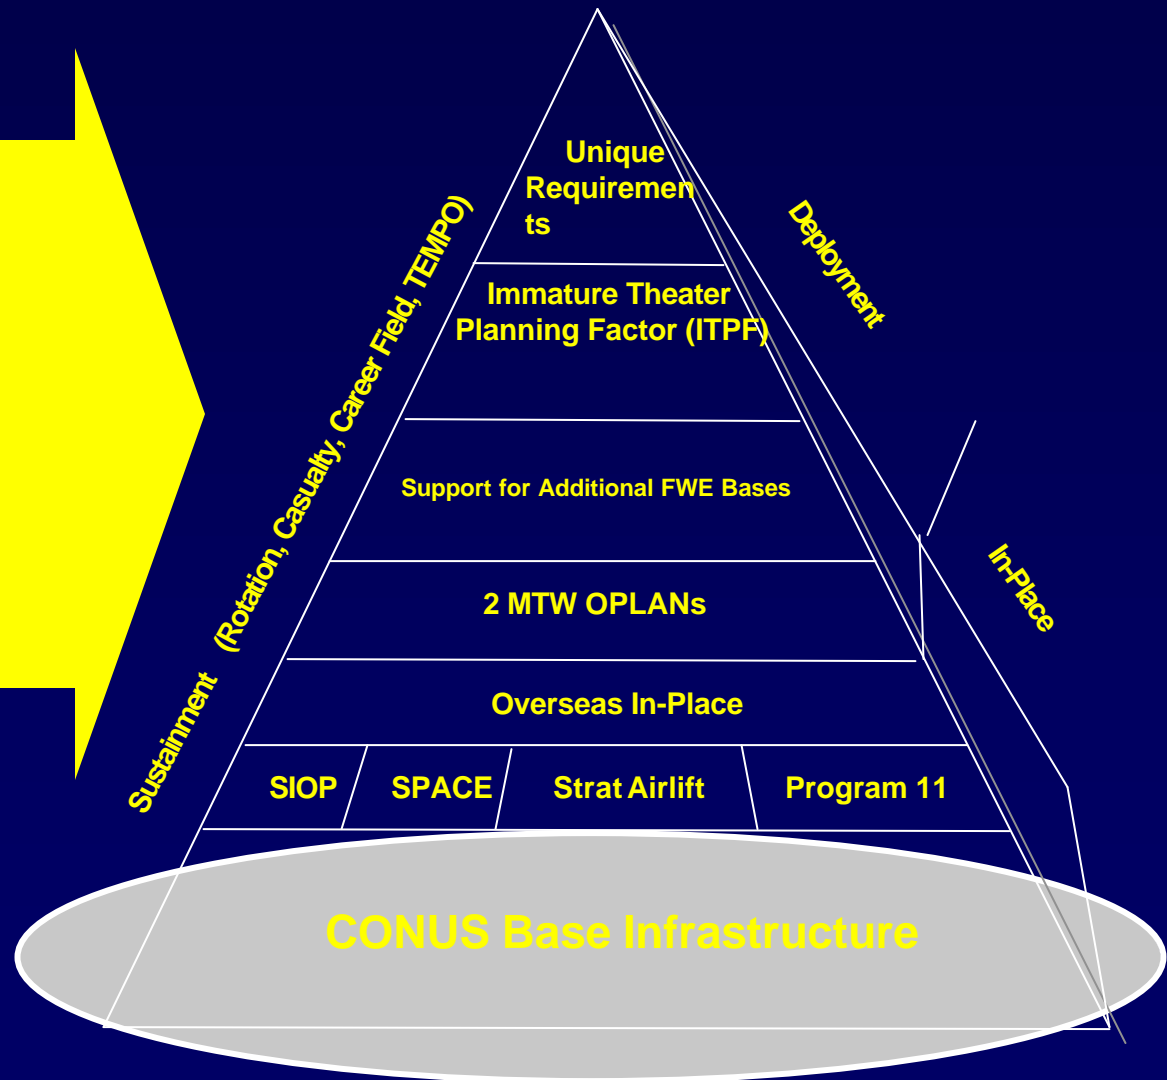 Unique
Requiremen
ts
Immature Theater
Planning Factor (ITPF)
Support for Additional FWE Bases
2 MTW OPLANs
Overseas In-Place
SIOP
SPACE
Strat Airlift
Program 11
CONUS Base Infrastructure
Sustainment (Rotation, Casualty, Career Field, TEMPO)
Deployment
In-Place